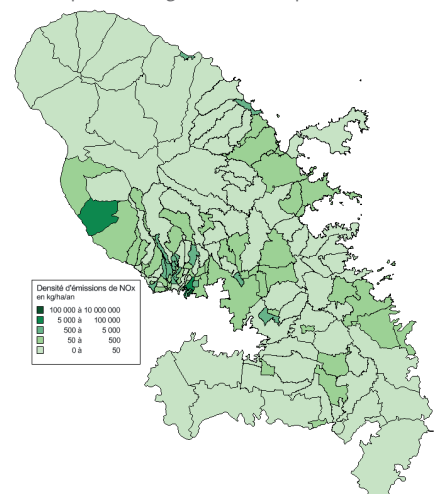 Densité d'émissions de NOx
en kg/ha/an
100 000 à 10 000 000
5 000 à 100 000
500 à 5 000
50 à 500
0 à 50